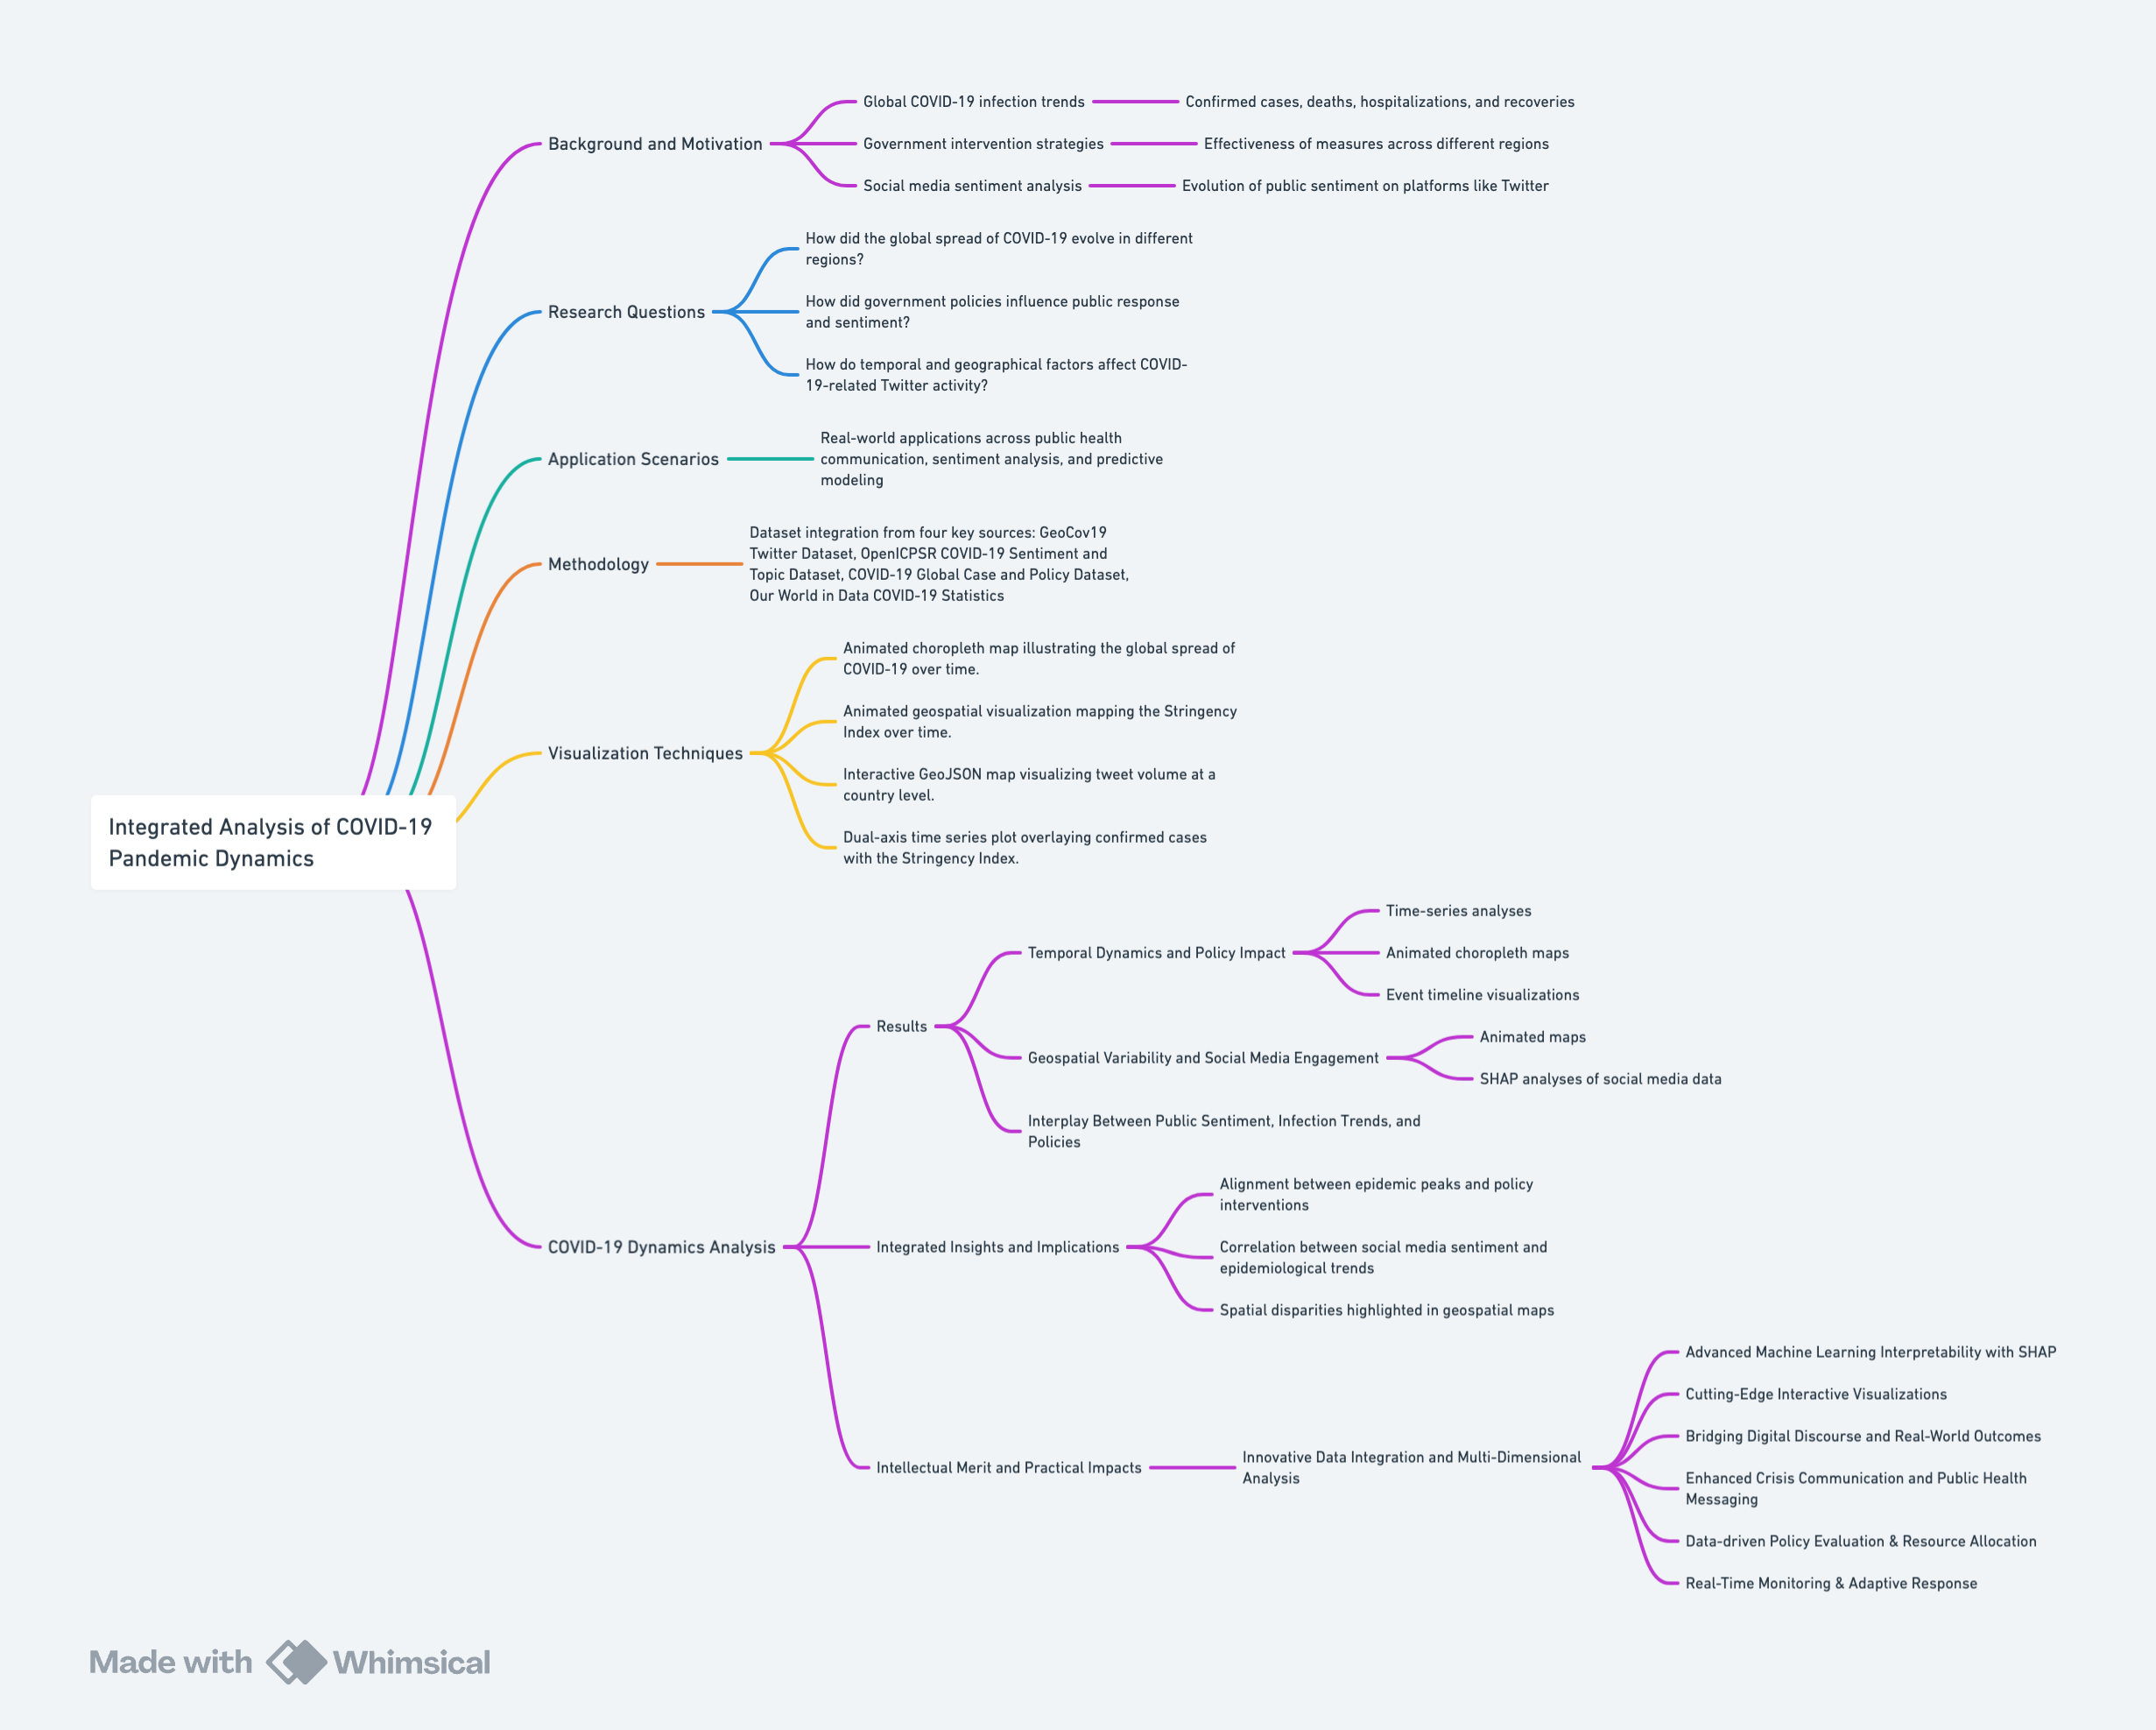 Global COVID-19 infection trends
Confirmed cases, deaths, hospitalizations, and recoveries
Background and Motivation
Government intervention strategies
Effectiveness of measures across different regions
Social media sentiment analysis
Evolution of public sentiment on platforms like Twitter
Research Questions
How did the global spread of COVID-19 evolve in different
regions?
How did government policies influence public response
and sentiment?
How do temporal and geographical factors affect COVID-
19-related Twitter activity?
Application Scenarios
Real-world applications across public health
communication, sentiment analysis, and predictive
modeling
Methodology
Dataset integration from four key sources: GeoCov19
Twitter Dataset, OpenICPSR COVID-19 Sentiment and
Topic Dataset, COVID-19 Global Case and Policy Dataset,
Our World in Data COVID-19 Statistics
Visualization Techniques
Animated choropleth map illustrating the global spread of
COVID-19 over time.
Animated geospatial visualization mapping the Stringency
Index over time.
Interactive GeoJSON map visualizing tweet volume at a
country level.
Dual-axis time series plot overlaying confirmed cases
with the Stringency Index.
Integrated Analysis of COVID-19
Pandemic Dynamics
COVID-19 Dynamics Analysis
Results
Temporal Dynamics and Policy Impact
Time-series analyses
Animated choropleth maps
Event timeline visualizations
Geospatial Variability and Social Media Engagement
Animated maps
SHAP analyses of social media data
Interplay Between Public Sentiment, Infection Trends, and
Policies
Integrated Insights and Implications
Alignment between epidemic peaks and policy
interventions
Correlation between social media sentiment and
epidemiological trends
Spatial disparities highlighted in geospatial maps
Intellectual Merit and Practical Impacts
Innovative Data Integration and Multi-Dimensional
Analysis
Advanced Machine Learning Interpretability with SHAP
Cutting-Edge Interactive Visualizations
Bridging Digital Discourse and Real-World Outcomes
Enhanced Crisis Communication and Public Health
Messaging
Data-driven Policy Evaluation & Resource Allocation
Real-Time Monitoring & Adaptive Response
Made with Whimsical